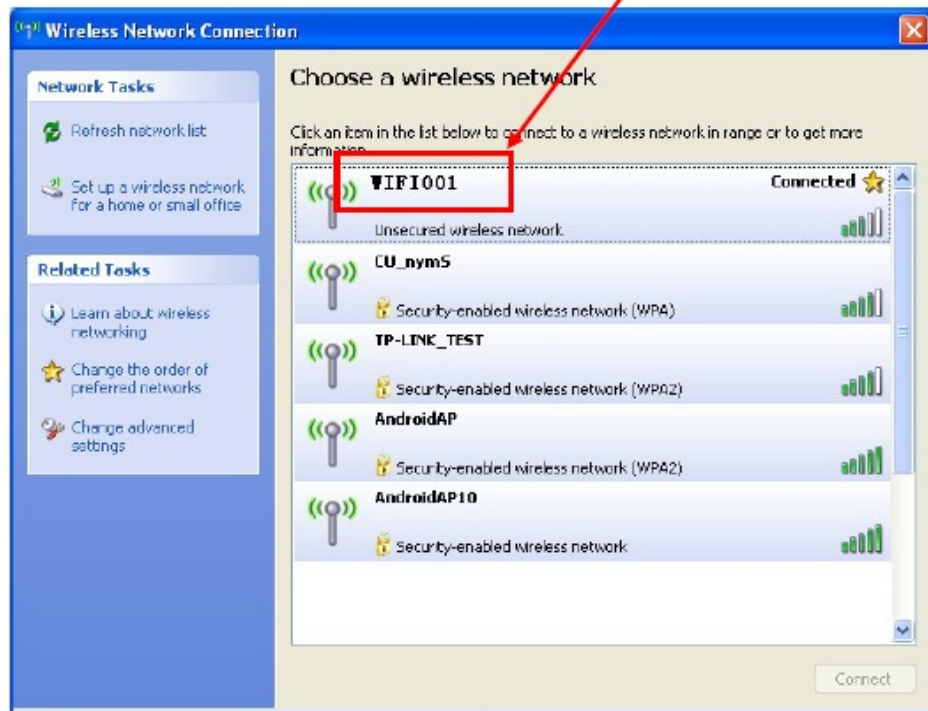 Wireless Network Connection
Network Tasks
Refresh network list
Set up a wireless network
for a home or small office
Related Tasks
Learn about wireless
networking
Change the order of
preferred networks
Change advanced
settings
Choose a wireless network
Click an item in the list below to connect to a wireless network in range or to get more
information.
WIFI001
Connected
Unsecured wireless network
CU_nymS
Security-enabled wireless network (WPA)
TP-LINK_TEST
Security-enabled wireless network (WPA2)
AndroidAP
Security-enabled wireless network (WPA2)
AndroidAP10
Security-enabled wireless network
Connect